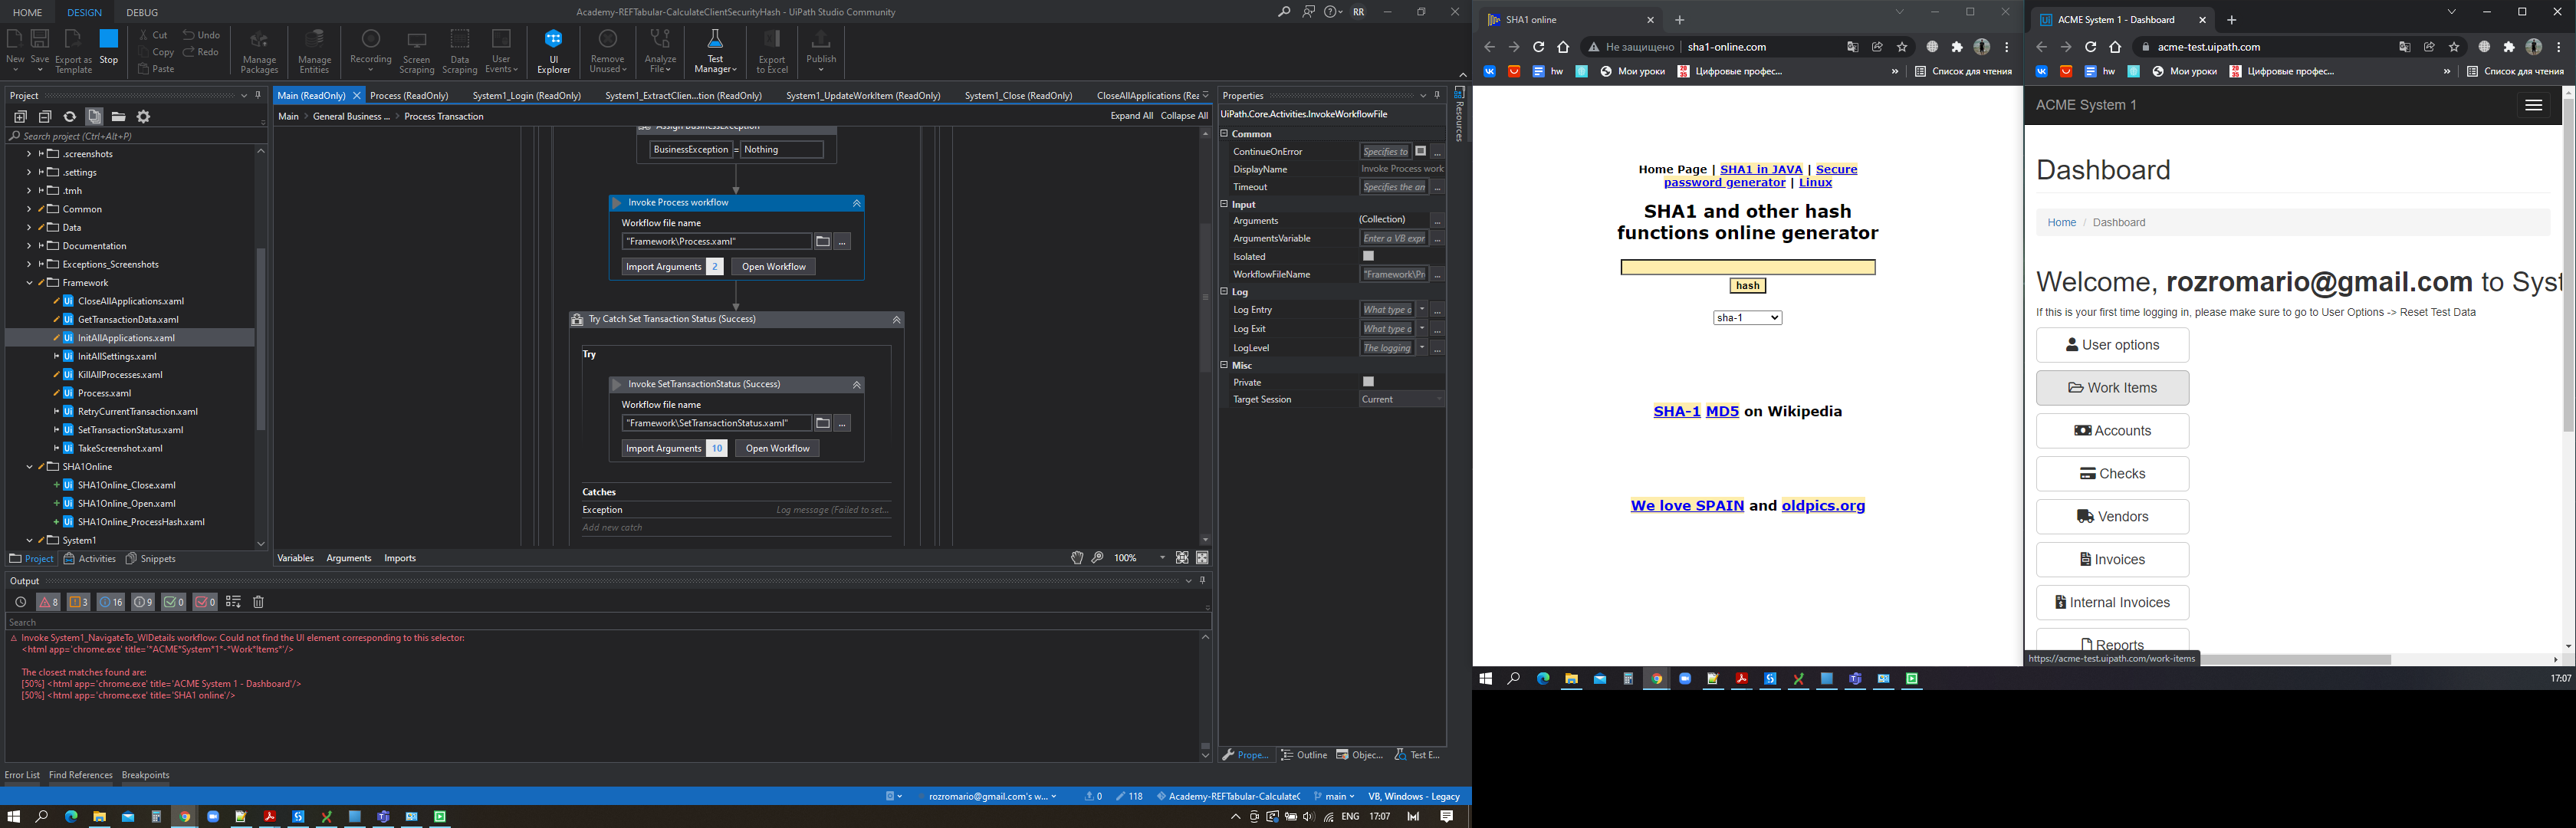 HOME DESIGN DEBUG
Academy-REFTabular-CalculateClientSecurityHash - UiPath Studio Community
RR
New Save Export as Template Stop
Cut Undo
Copy Redo
Paste
Manage Packages
Manage Entities
Recording
Screen Scraping
Data Scraping
User Events
UI Explorer
Remove Unused
Analyze File
Test Manager
Export to Excel
Publish
Project
Search project (Ctrl+Alt+P)
.screenshots
.settings
.tmh
Common
Data
Documentation
Exceptions_Screenshots
Framework
CloseAllApplications.xaml
GetTransactionData.xaml
InitAllApplications.xaml
InitAllSettings.xaml
KillAllProcesses.xaml
Process.xaml
RetryCurrentTransaction.xaml
SetTransactionStatus.xaml
TakeScreenshot.xaml
SHA1Online
SHA1Online_Close.xaml
SHA1Online_Open.xaml
SHA1Online_ProcessHash.xaml
System1
Project Activities Snippets
Main (ReadOnly) Process (ReadOnly) System1_Login (ReadOnly) System1_ExtractClien...tion (ReadOnly) System1_UpdateWorkItem (ReadOnly) System1_Close (ReadOnly) CloseAllApplications (Rea
Main > General Business ... > Process Transaction
Expand All Collapse All
Assign BusinessException
BusinessException = Nothing
Invoke Process workflow
Workflow file name
"Framework\Process.xaml"
...
Import Arguments 2 Open Workflow
Try Catch Set Transaction Status (Success)
Try
Invoke SetTransactionStatus (Success)
Workflow file name
"Framework\SetTransactionStatus.xaml"
...
Import Arguments 10 Open Workflow
Catches
Exception Log message (Failed to set...
Add new catch
Variables Arguments Imports
100%
Properties
UiPath.Core.Activities.InvokeWorkflowFile
Common
ContinueOnError Specifies to ...
DisplayName Invoke Process work
Timeout Specifies the an ...
Input
Arguments (Collection) ...
ArgumentsVariable Enter a VB expr ...
Isolated
WorkflowFileName "Framework\Pr ...
Log
Log Entry What type o ...
Log Exit What type o ...
LogLevel The logging ...
Misc
Private
Target Session Current
Resources
Prope... Outline Objec... Test E...
Output
8 3 16 9 0 0
Search
Invoke System1_NavigateTo_WIDetails workflow: Could not find the UI element corresponding to this selector:
<html app='chrome.exe' title='*ACME*System*1*-*Work*Items*'/>
The closest matches found are:
[50%] <html app='chrome.exe' title='ACME System 1 - Dashboard'/>
[50%] <html app='chrome.exe' title='SHA1 online'/>
Error List Find References Breakpoints
rozromario@gmail.com's w... 0 118 Academy-REFTabular-CalculateC main VB, Windows - Legacy
ENG 17:07
SHA1 online
Не защищено | sha1-online.com
hw Мои уроки Цифровые профес... » Список для чтения
Home Page | SHA1 in JAVA | Secure
password generator | Linux
SHA1 and other hash
functions online generator
hash
sha-1
SHA-1 MD5 on Wikipedia
We love SPAIN and oldpics.org
ACME System 1 - Dashboard
acme-test.uipath.com
hw Мои уроки Цифровые профес... » Список для чтения
ACME System 1
Dashboard
Home / Dashboard
Welcome, rozromario@gmail.com to Syst
If this is your first time logging in, please make sure to go to User Options -> Reset Test Data
User options
Work Items
Accounts
Checks
Vendors
Invoices
Internal Invoices
Reports
https://acme-test.uipath.com/work-items
17:07